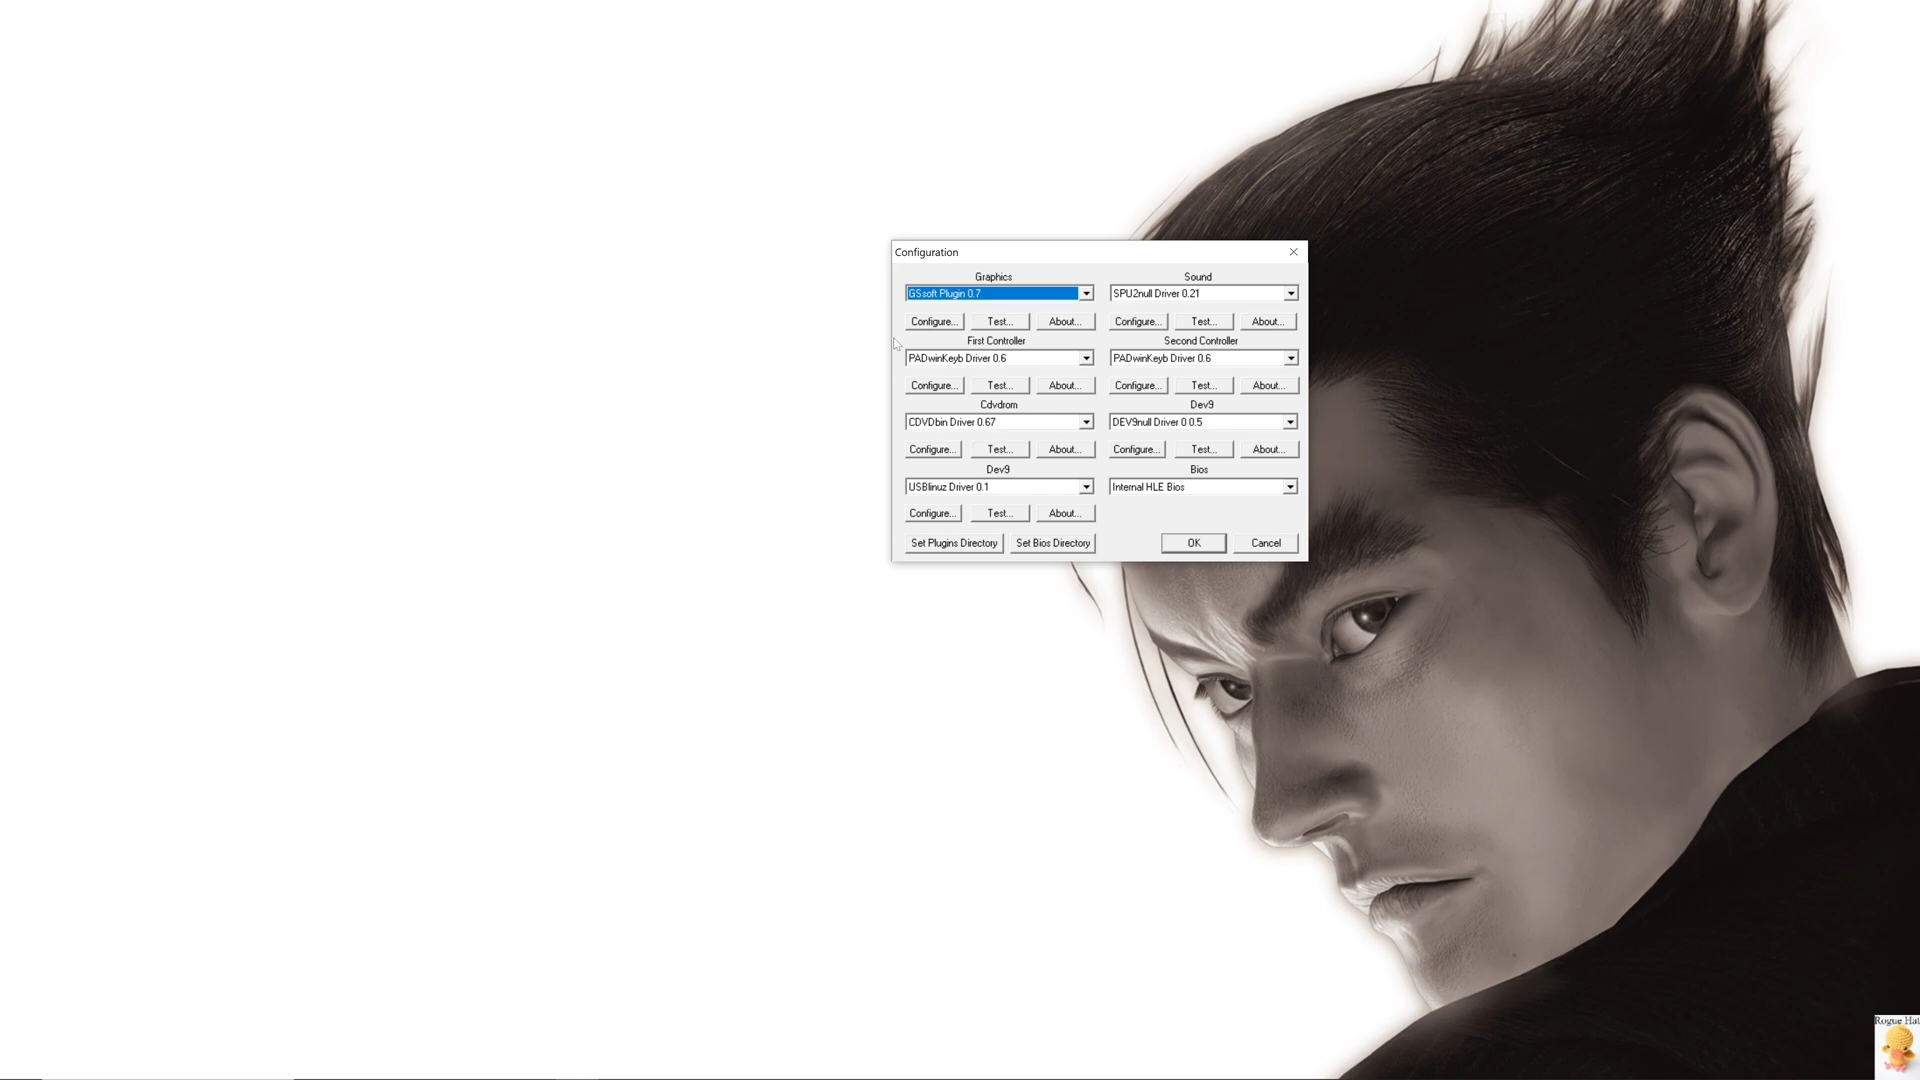 Configuration
Graphics
Sound
GSsoft Plugin 0.7
SPU2null Driver 0.21
Configure... Test... About... Configure... Test... About...
First Controller
Second Controller
PADwinKeyb Driver 0.6
PADwinKeyb Driver 0.6
Configure... Test... About... Configure... Test... About...
Cdvdrom
Dev9
CDVDbin Driver 0.67
DEV9null Driver 0 0.5
Configure... Test... About... Configure... Test... About...
Dev9
Bios
USBlinuz Driver 0.1
Internal HLE Bios
Configure... Test... About...
Set Plugins Directory Set Bios Directory OK Cancel
Rogue Hat